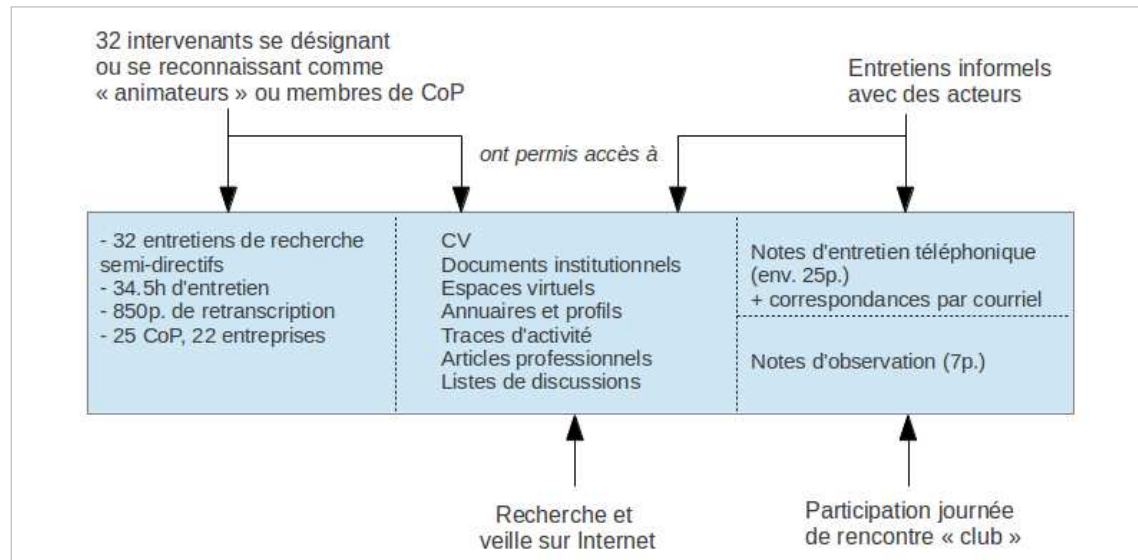 32 intervenants se désignant
ou se reconnaissant comme
« animateurs » ou membres de CoP
Entretiens informels
avec des acteurs
ont permis accès à
- 32 entretiens de recherche
semi-directifs
- 34.5h d'entretien
- 850p. de retranscription
- 25 CoP, 22 entreprises
CV
Documents institutionnels
Espaces virtuels
Annuaires et profils
Traces d'activité
Articles professionnels
Listes de discussions
Notes d'entretien téléphonique
(env. 25p.)
+ correspondances par courriel
Notes d'observation (7p.)
Recherche et
veille sur Internet
Participation journée
de rencontre « club »